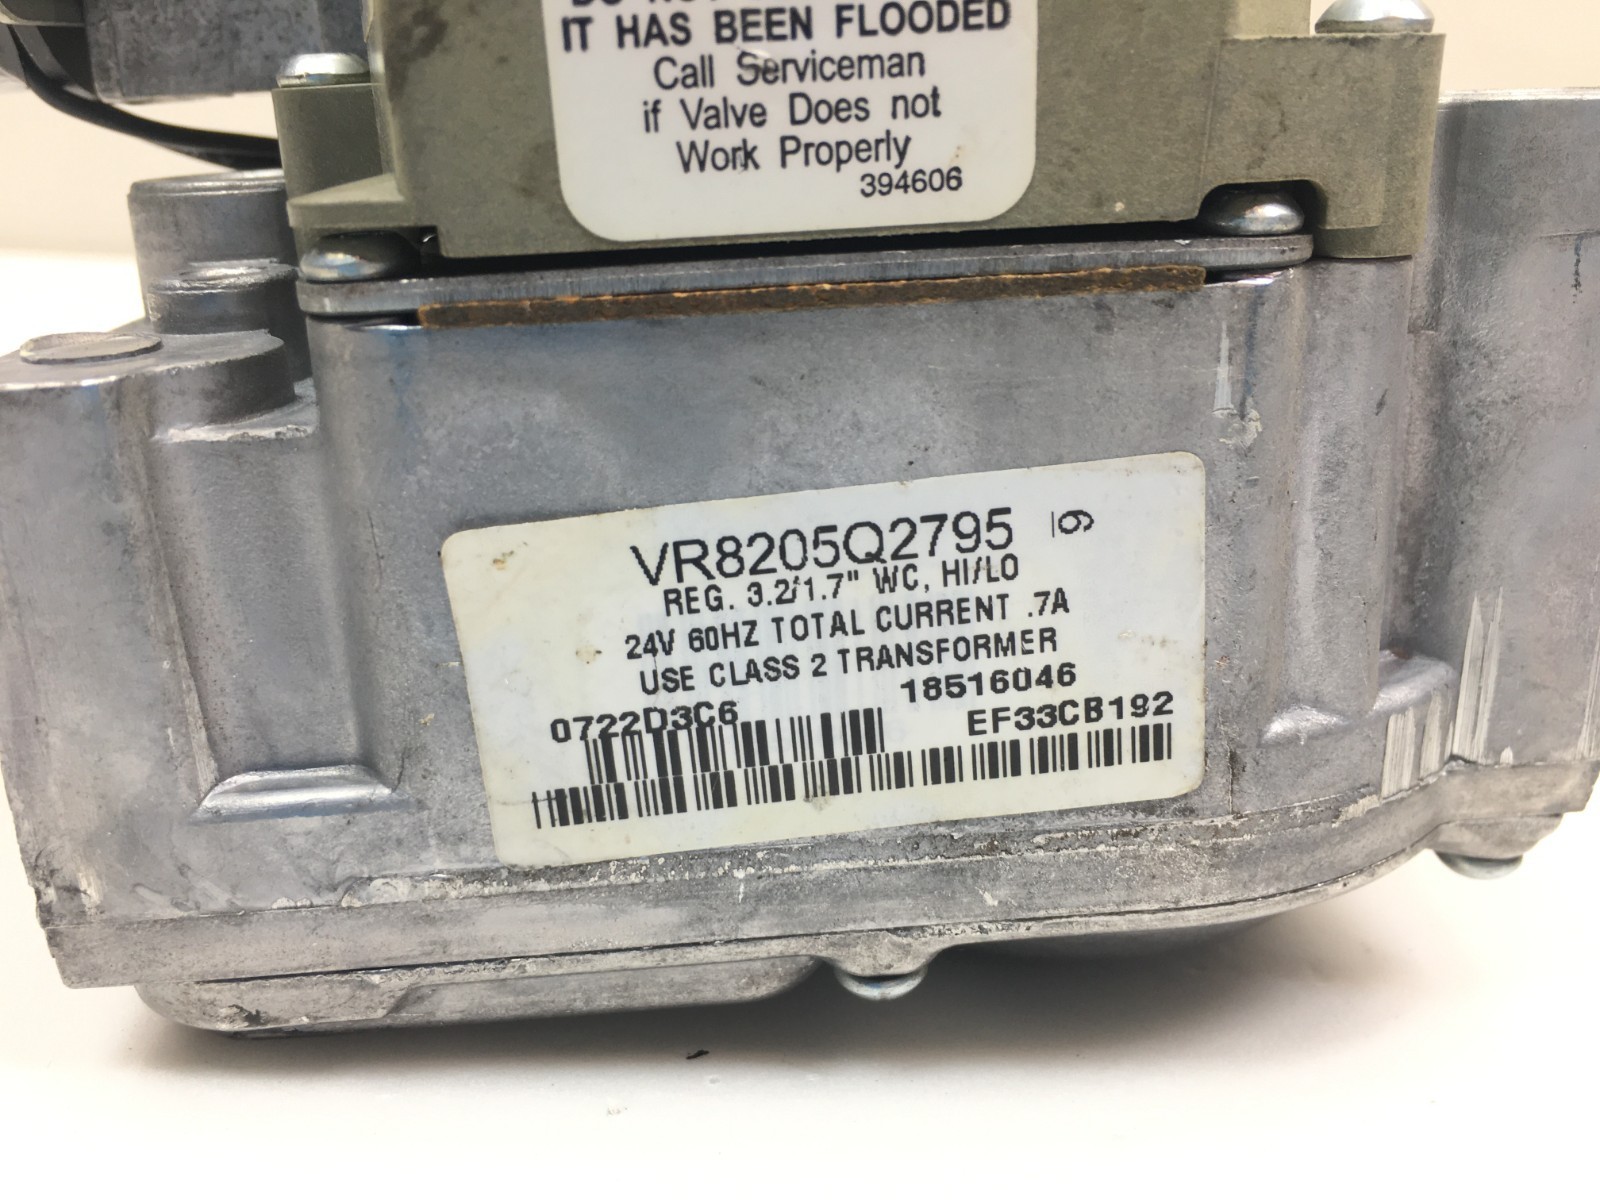 IT HAS BEEN FLOODED
Call Serviceman
if Valve Does not
Work Properly
394606
VR8205Q2795
REG. 3.2/1.7" WC, HI/LO
24V 60HZ TOTAL CURRENT .7A
USE CLASS 2 TRANSFORMER
18516046
0722D3C6
EF33CB192